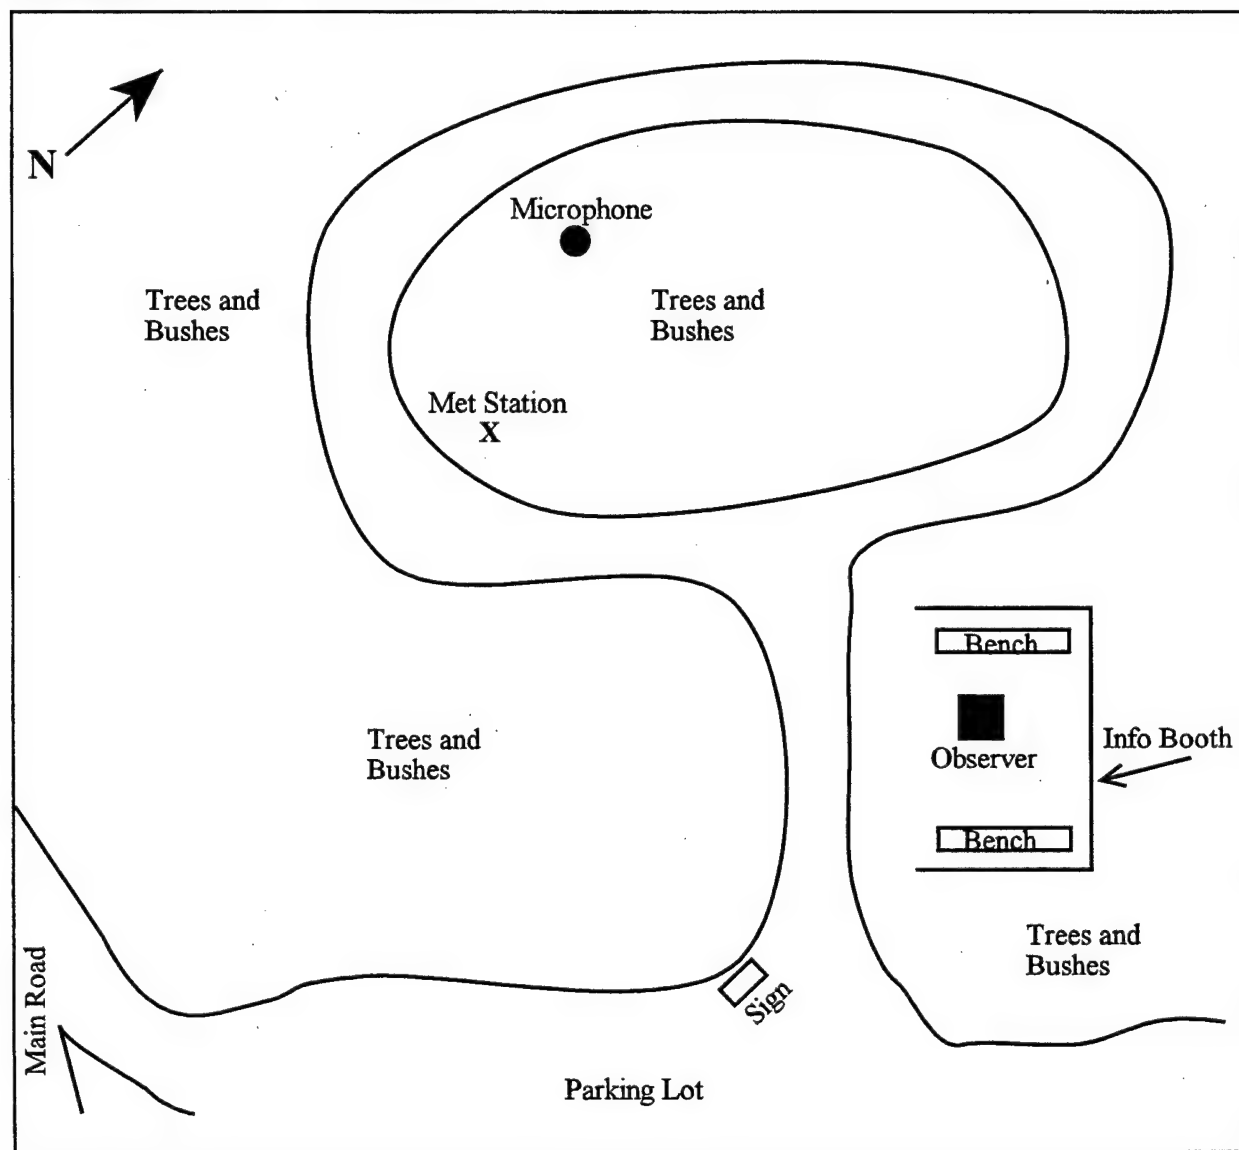 N
Microphone
Trees and
Bushes
Trees and
Bushes
Met Station
X
Bench
Trees and
Bushes
Observer
Info Booth
Bench
Trees and
Bushes
Main Road
Sign
Parking Lot